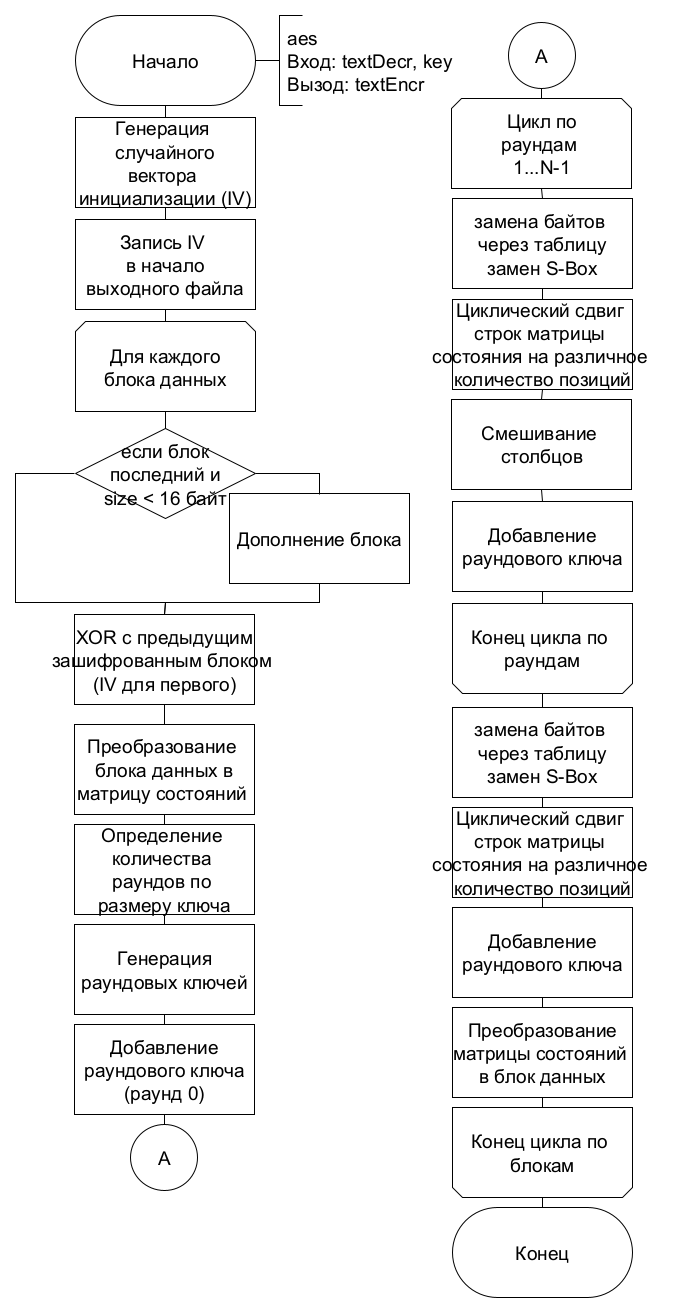 Начало
aes
Вход: textDecr, key
Вызод: textEncr
Генерация
случайного
вектора
инициализации (IV)
Запись IV
в начало
выходного файла
Для каждого
блока данных
если блок
последний и
size < 16 байт
Дополнение блока
XOR с предыдущим
зашифрованным блоком
(IV для первого)
Преобразование
блока данных в
матрицу состояний
Определение
количества
раундов по
размеру ключа
Генерация
раундовых ключей
Добавление
раундового ключа
(раунд 0)
A
A
Цикл по
раундам
1...N-1
замена байтов
через таблицу
замен S-Box
Циклический сдвиг
строк матрицы
состояния на различное
количество позиций
Смешивание
столбцов
Добавление
раундового ключа
Конец цикла по
раундам
замена байтов
через таблицу
замен S-Box
Циклический сдвиг
строк матрицы
состояния на различное
количество позиций
Добавление
раундового ключа
Преобразование
матрицы состояний
в блок данных
Конец цикла по
блокам
Конец